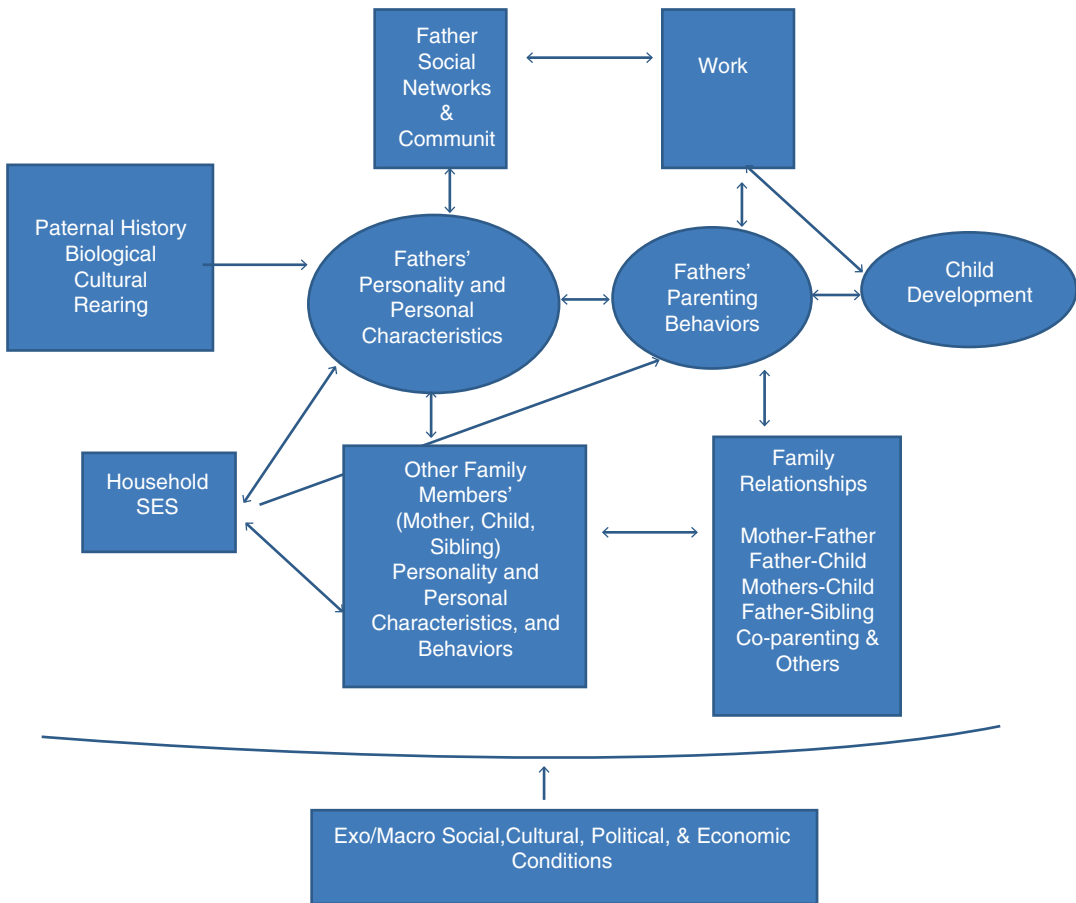 Father
Social
Networks
&
Communit
Work
Paternal History
Biological
Cultural
Rearing
Fathers’
Personality and
Personal
Characteristics
Fathers’
Parenting
Behaviors
Child
Development
Household
SES
Other Family
Members’
(Mother, Child,
Sibling)
Personality and
Personal
Characteristics, and
Behaviors
Family
Relationships
Mother-Father
Father-Child
Mothers-Child
Father-Sibling
Co-parenting &
Others
Exo/Macro Social,Cultural, Political, & Economic
Conditions